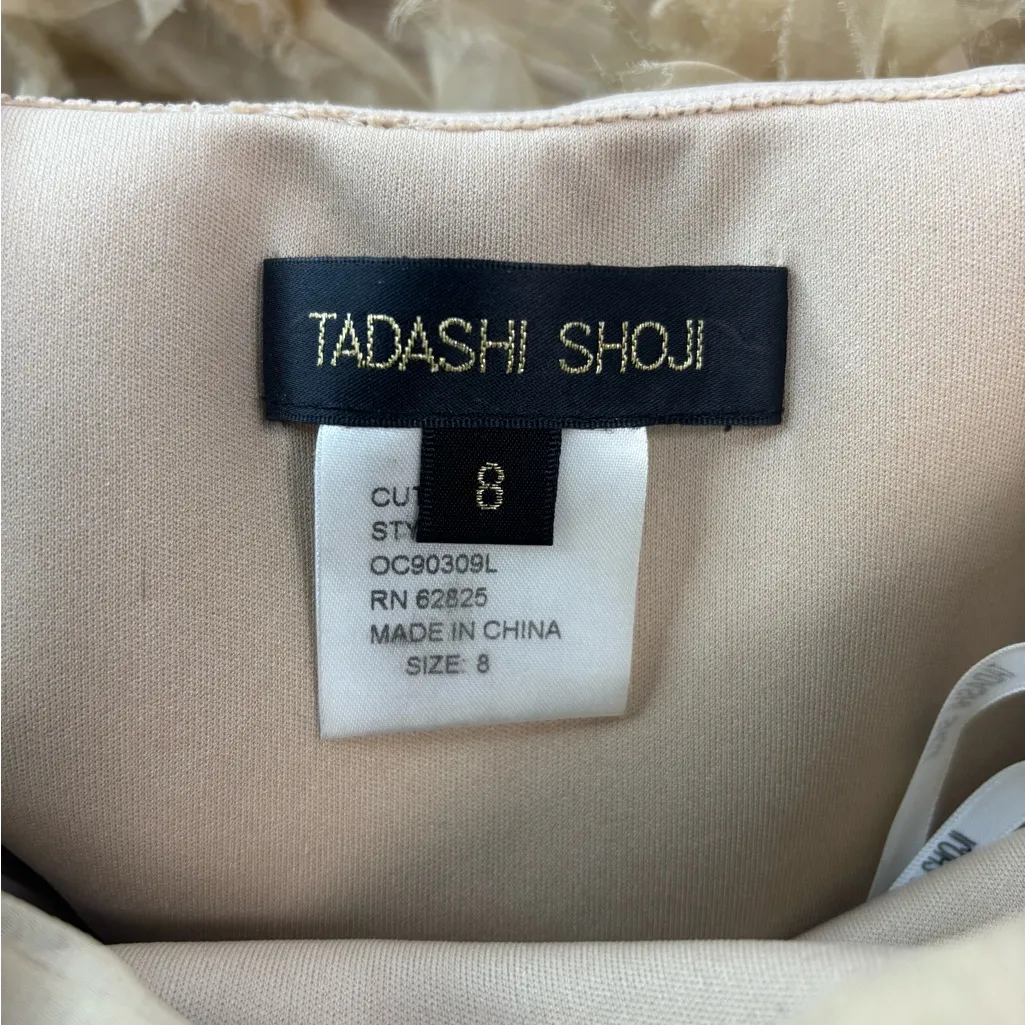 TADASHI SHOJI
8
CUT
STY
OC90309L
RN 62825
MADE IN CHINA
SIZE: 8